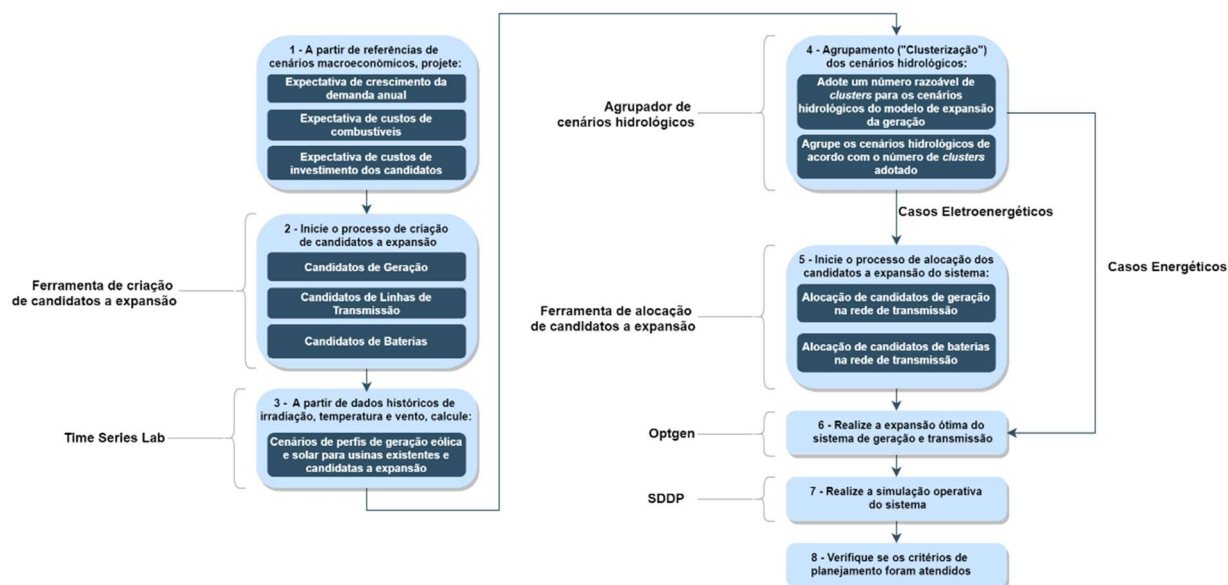 1 - A partir de referências de
cenários macroeconômicos, projete:
Expectativa de crescimento da
demanda anual
Expectativa de custos de
combustíveis
Expectativa de custos de
investimento dos candidatos
Ferramenta de criação
de candidatos a expansão
2 - Inicie o processo de criação
de candidatos a expansão
Candidatos de Geração
Candidatos de Linhas de
Transmissão
Candidatos de Baterias
Time Series Lab
3 - A partir de dados históricos de
irradiação, temperatura e vento, calcule:
Cenários de perfis de geração eólica
e solar para usinas existentes e
candidatas a expansão
Agrupador de
cenários hidrológicos
4 - Agrupamento ("Clusterização")
dos cenários hidrológicos:
Adote um número razoável de
clusters para os cenários
hidrológicos do modelo de expansão
da geração
Agrupe os cenários hidrológicos de
acordo com o número de clusters
adotado
Casos Eletroenergéticos
Casos Energéticos
Ferramenta de alocação
de candidatos a expansão
5 - Inicie o processo de alocação dos
candidatos a expansão do sistema:
Alocação de candidatos de geração
na rede de transmissão
Alocação de candidatos de baterias
na rede de transmissão
Optgen
6 - Realize a expansão ótima do
sistema de geração e transmissão
SDDP
7 - Realize a simulação operativa
do sistema
8 - Verifique se os critérios de
planejamento foram atendidos